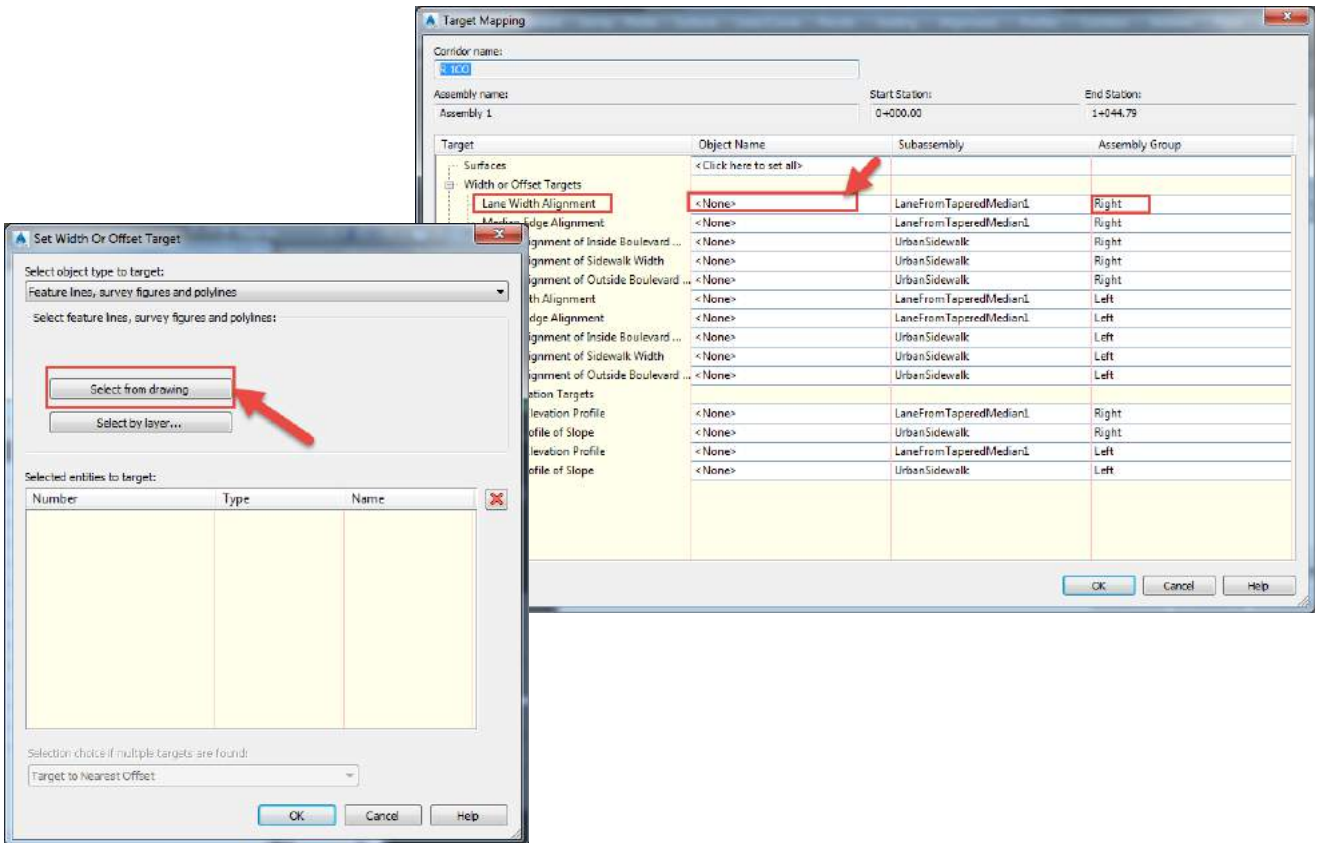 Target Mapping
Corridor name:
R 100
Assembly name: Start Station: End Station:
Assembly 1 0+000.00 1+044.79
Target Object Name Subassembly Assembly Group
Surfaces <Click here to set all>
Width or Offset Targets
Lane Width Alignment <None> LaneFromTaperedMedian1 Right
Median Edge Alignment <None> LaneFromTaperedMedian1 Right
ignment of Inside Boulevard ... <None> UrbanSidewalk Right
ignment of Sidewalk Width <None> UrbanSidewalk Right
ignment of Outside Boulevard ... <None> UrbanSidewalk Right
th Alignment <None> LaneFromTaperedMedian1 Left
dge Alignment <None> LaneFromTaperedMedian1 Left
ignment of Inside Boulevard ... <None> UrbanSidewalk Left
ignment of Sidewalk Width <None> UrbanSidewalk Left
ignment of Outside Boulevard ... <None> UrbanSidewalk Left
ation Targets
levation Profile <None> LaneFromTaperedMedian1 Right
ofile of Slope <None> UrbanSidewalk Right
levation Profile <None> LaneFromTaperedMedian1 Left
ofile of Slope <None> UrbanSidewalk Left
OK Cancel Help
Set Width Or Offset Target
Select object type to target:
Feature lines, survey figures and polylines
Select feature lines, survey figures and polylines:
Select from drawing
Select by layer...
Selected entities to target:
Number Type Name
Selection choice if multiple targets are found:
Target to Nearest Offset
OK Cancel Help